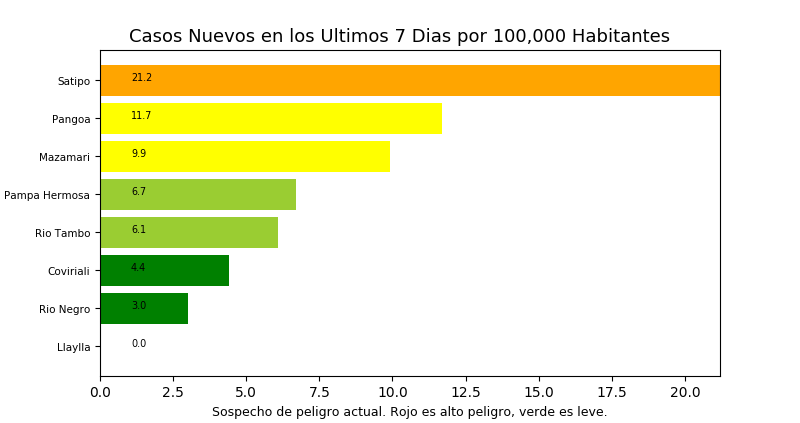 Casos Nuevos en los Ultimos 7 Dias por 100,000 Habitantes
Satipo 21.2
Pangoa 11.7
Mazamari 9.9
Pampa Hermosa 6.7
Rio Tambo 6.1
Coviriali 4.4
Rio Negro 3.0
Llaylla 0.0
0.0 2.5 5.0 7.5 10.0 12.5 15.0 17.5 20.0
Sospecho de peligro actual. Rojo es alto peligro, verde es leve.